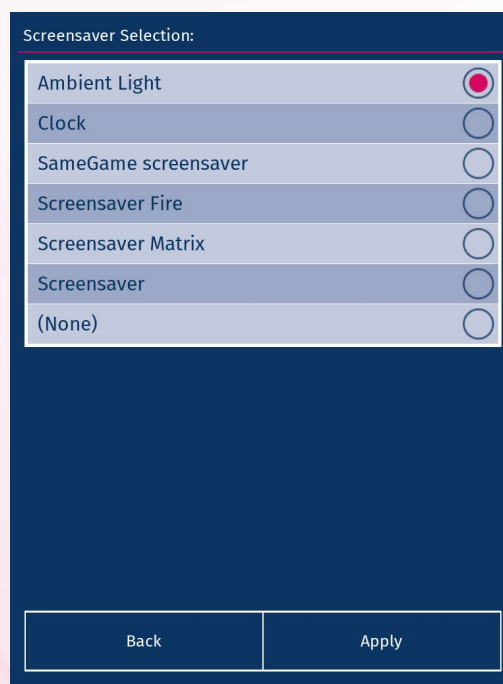 Screensaver Selection:
Ambient Light
Clock
SameGame screensaver
Screensaver Fire
Screensaver Matrix
Screensaver
(None)
Back
Apply